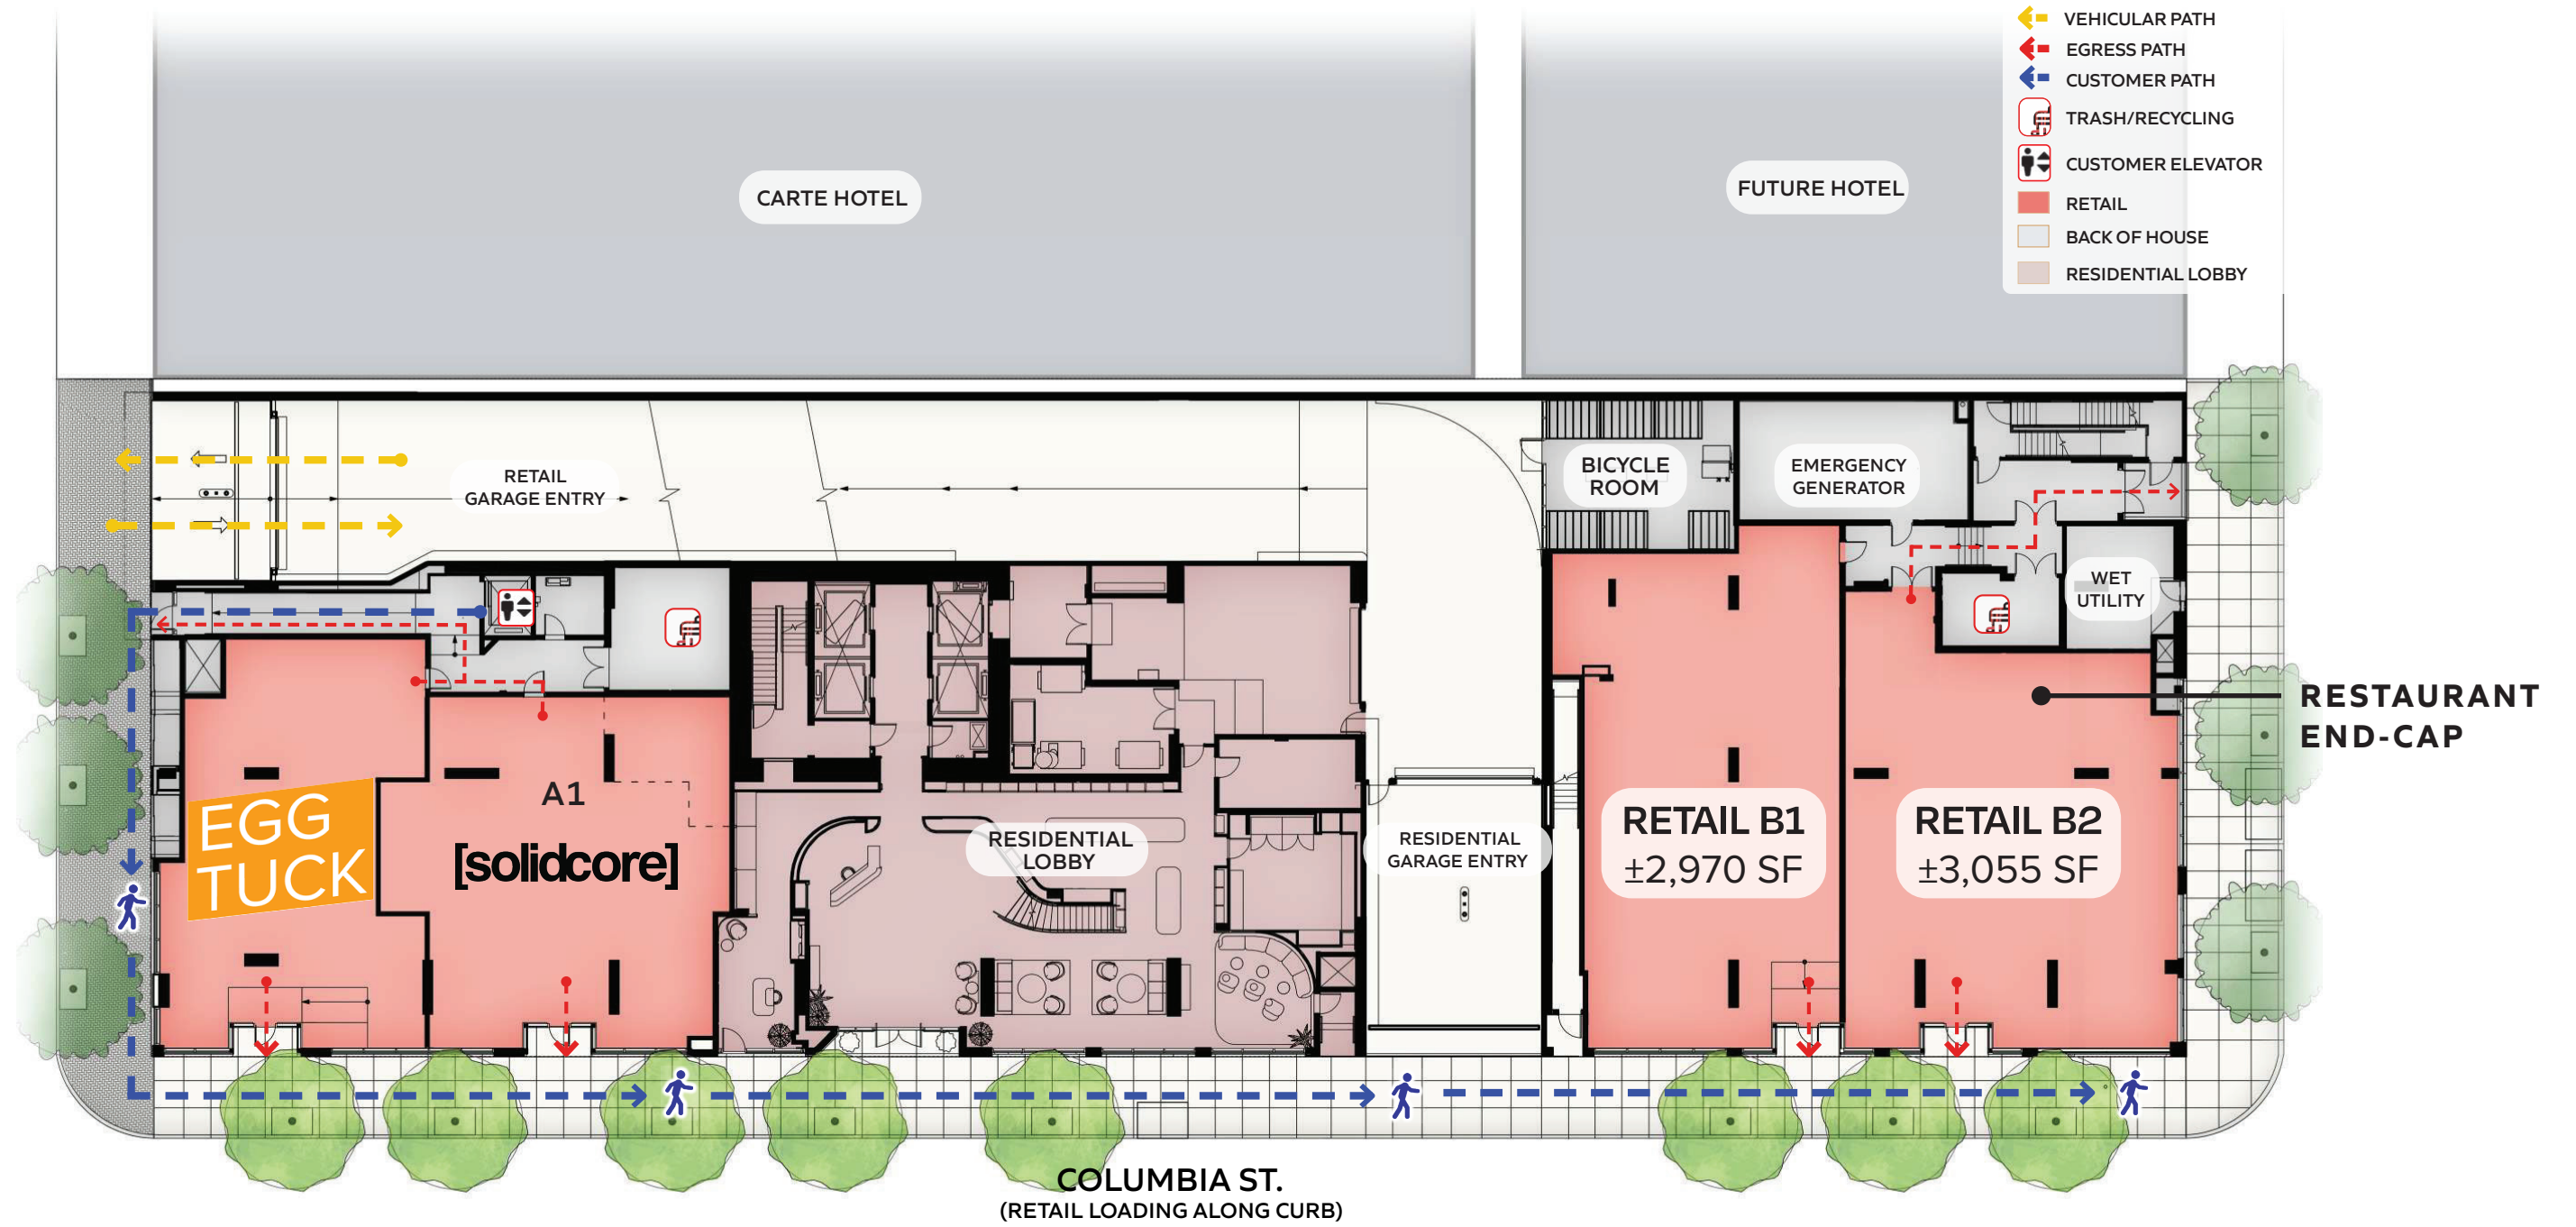 VEHICULAR PATH
EGRESS PATH
CUSTOMER PATH
TRASH/RECYCLING
CUSTOMER ELEVATOR
RETAIL
BACK OF HOUSE
RESIDENTIAL LOBBY
CARTE HOTEL
FUTURE HOTEL
RETAIL
GARAGE ENTRY
BICYCLE
ROOM
EMERGENCY
GENERATOR
WET
UTILITY
RESTAURANT
END-CAP
EGG
TUCK
A1
[solidcore]
RESIDENTIAL
LOBBY
RESIDENTIAL
GARAGE ENTRY
RETAIL B1
±2,970 SF
RETAIL B2
±3,055 SF
COLUMBIA ST.
(RETAIL LOADING ALONG CURB)